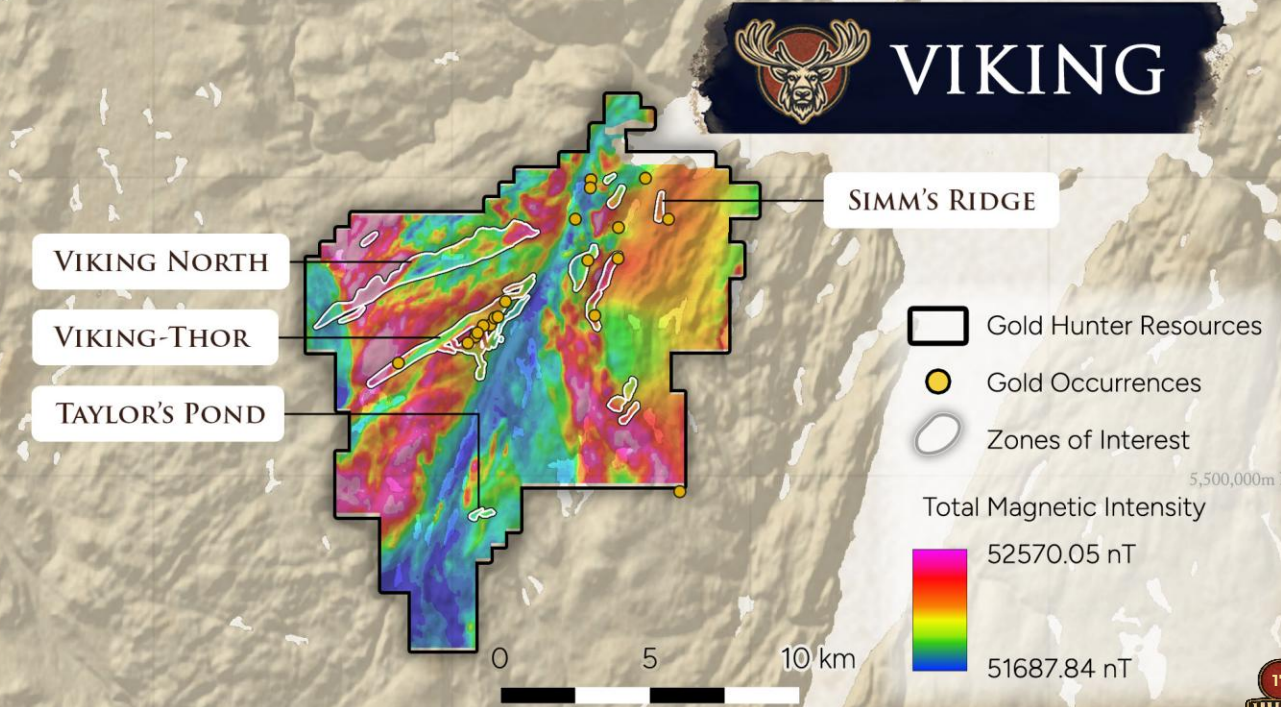 VIKING
SIMM'S RIDGE
VIKING NORTH
VIKING-THOR
TAYLOR'S POND
Gold Hunter Resources
Gold Occurrences
Zones of Interest
5,500,000m
Total Magnetic Intensity
52570.05 nT
51687.84 nT
0 5 10 km